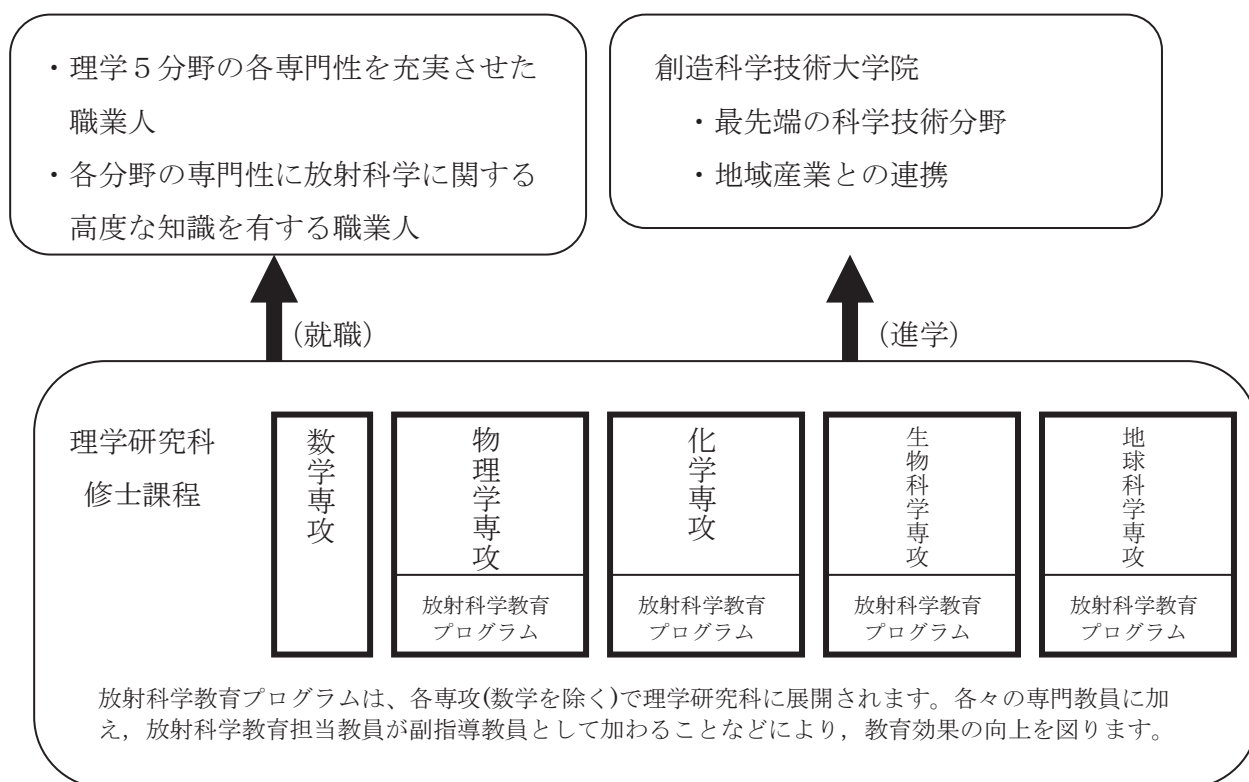 ・理学５分野の各専門性を充実させた
職業人
・各分野の専門性に放射科学に関する
高度な知識を有する職業人
創造科学技術大学院
・最先端の科学技術分野
・地域産業との連携
(就職)
(進学)
理学研究科
修士課程
数学専攻
物理学専攻
化学専攻
生物科学専攻
地球科学専攻
放射科学教育
プログラム
放射科学教育
プログラム
放射科学教育
プログラム
放射科学教育
プログラム
放射科学教育プログラムは、各専攻(数学を除く)で理学研究科に展開されます。各々の専門教員に加
え，放射科学教育担当教員が副指導教員として加わることなどにより，教育効果の向上を図ります。